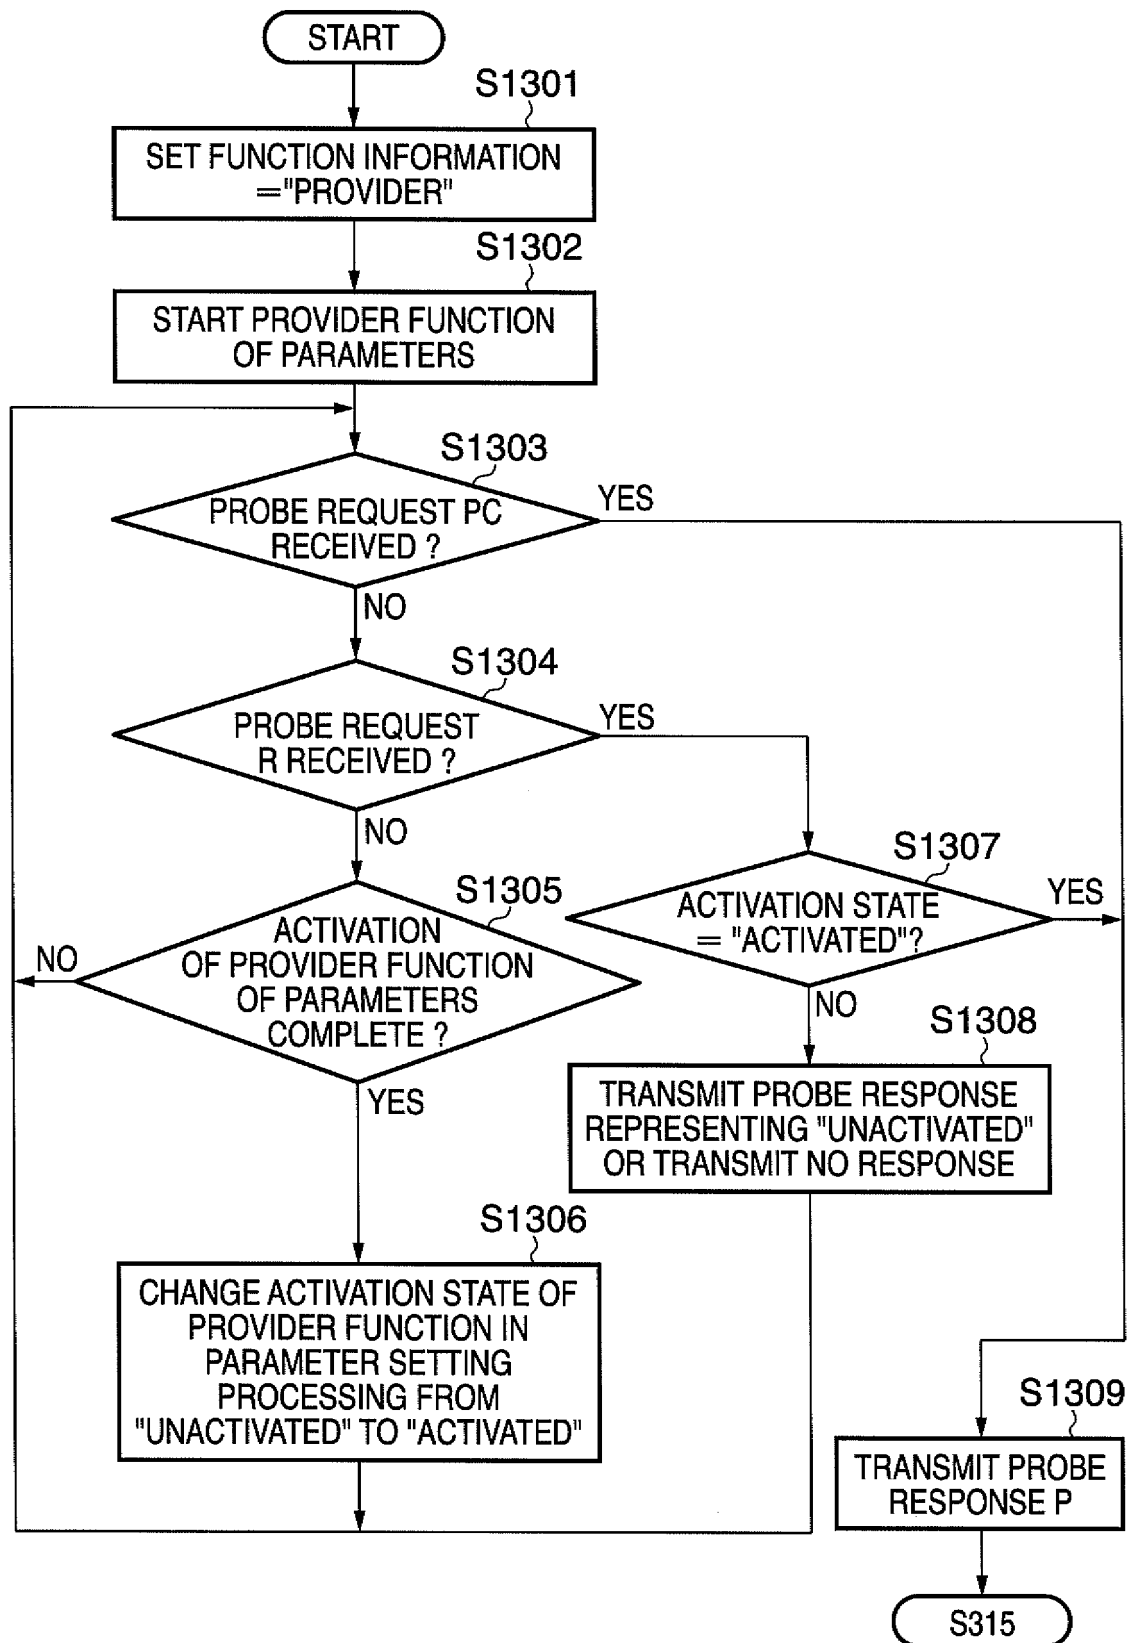 START
S1301
SET FUNCTION INFORMATION
="PROVIDER"
S1302
START PROVIDER FUNCTION
OF PARAMETERS
S1303
PROBE REQUEST PC
RECEIVED ?
YES
NO
S1304
PROBE REQUEST
R RECEIVED ?
YES
NO
S1305
ACTIVATION
OF PROVIDER FUNCTION
OF PARAMETERS
COMPLETE ?
NO
YES
S1307
ACTIVATION STATE
= "ACTIVATED"?
YES
NO
S1308
TRANSMIT PROBE RESPONSE
REPRESENTING "UNACTIVATED"
OR TRANSMIT NO RESPONSE
S1306
CHANGE ACTIVATION STATE OF
PROVIDER FUNCTION IN
PARAMETER SETTING
PROCESSING FROM
"UNACTIVATED" TO "ACTIVATED"
S1309
TRANSMIT PROBE
RESPONSE P
S315